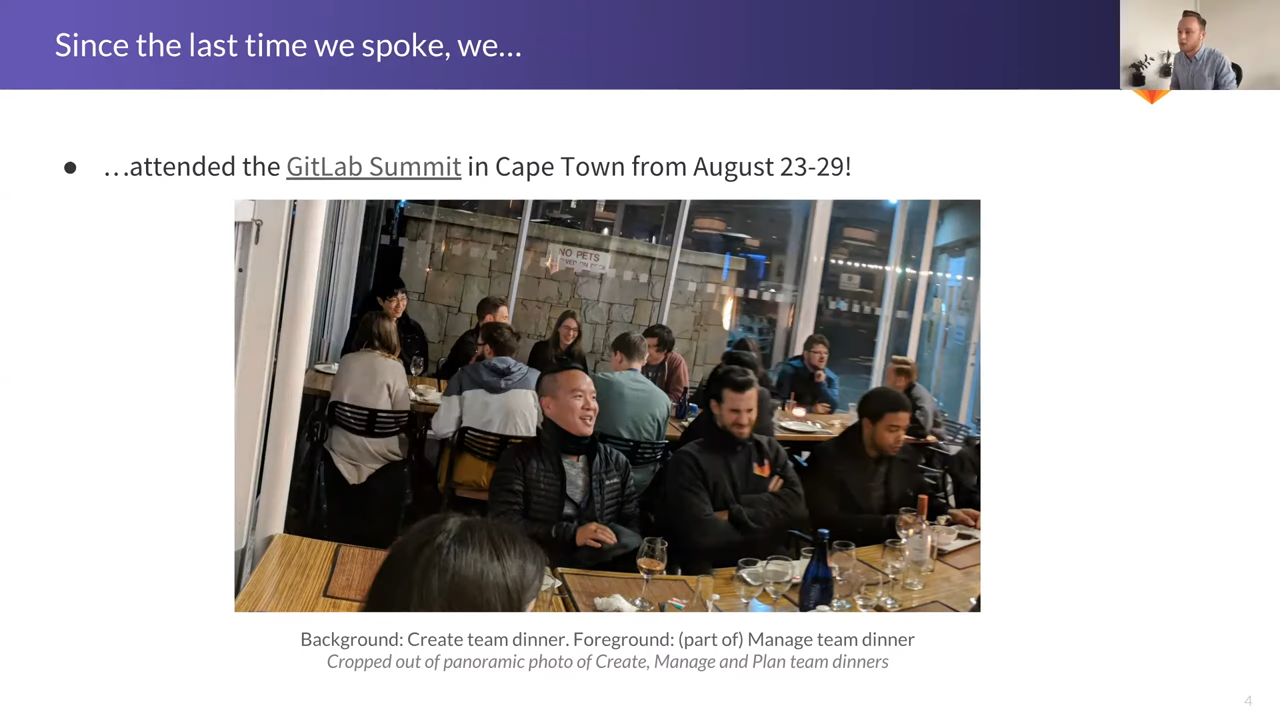 Since the last time we spoke, we…
● …attended the GitLab Summit in Cape Town from August 23-29!
NO PETS
Background: Create team dinner. Foreground: (part of) Manage team dinner
Cropped out of panoramic photo of Create, Manage and Plan team dinners
4